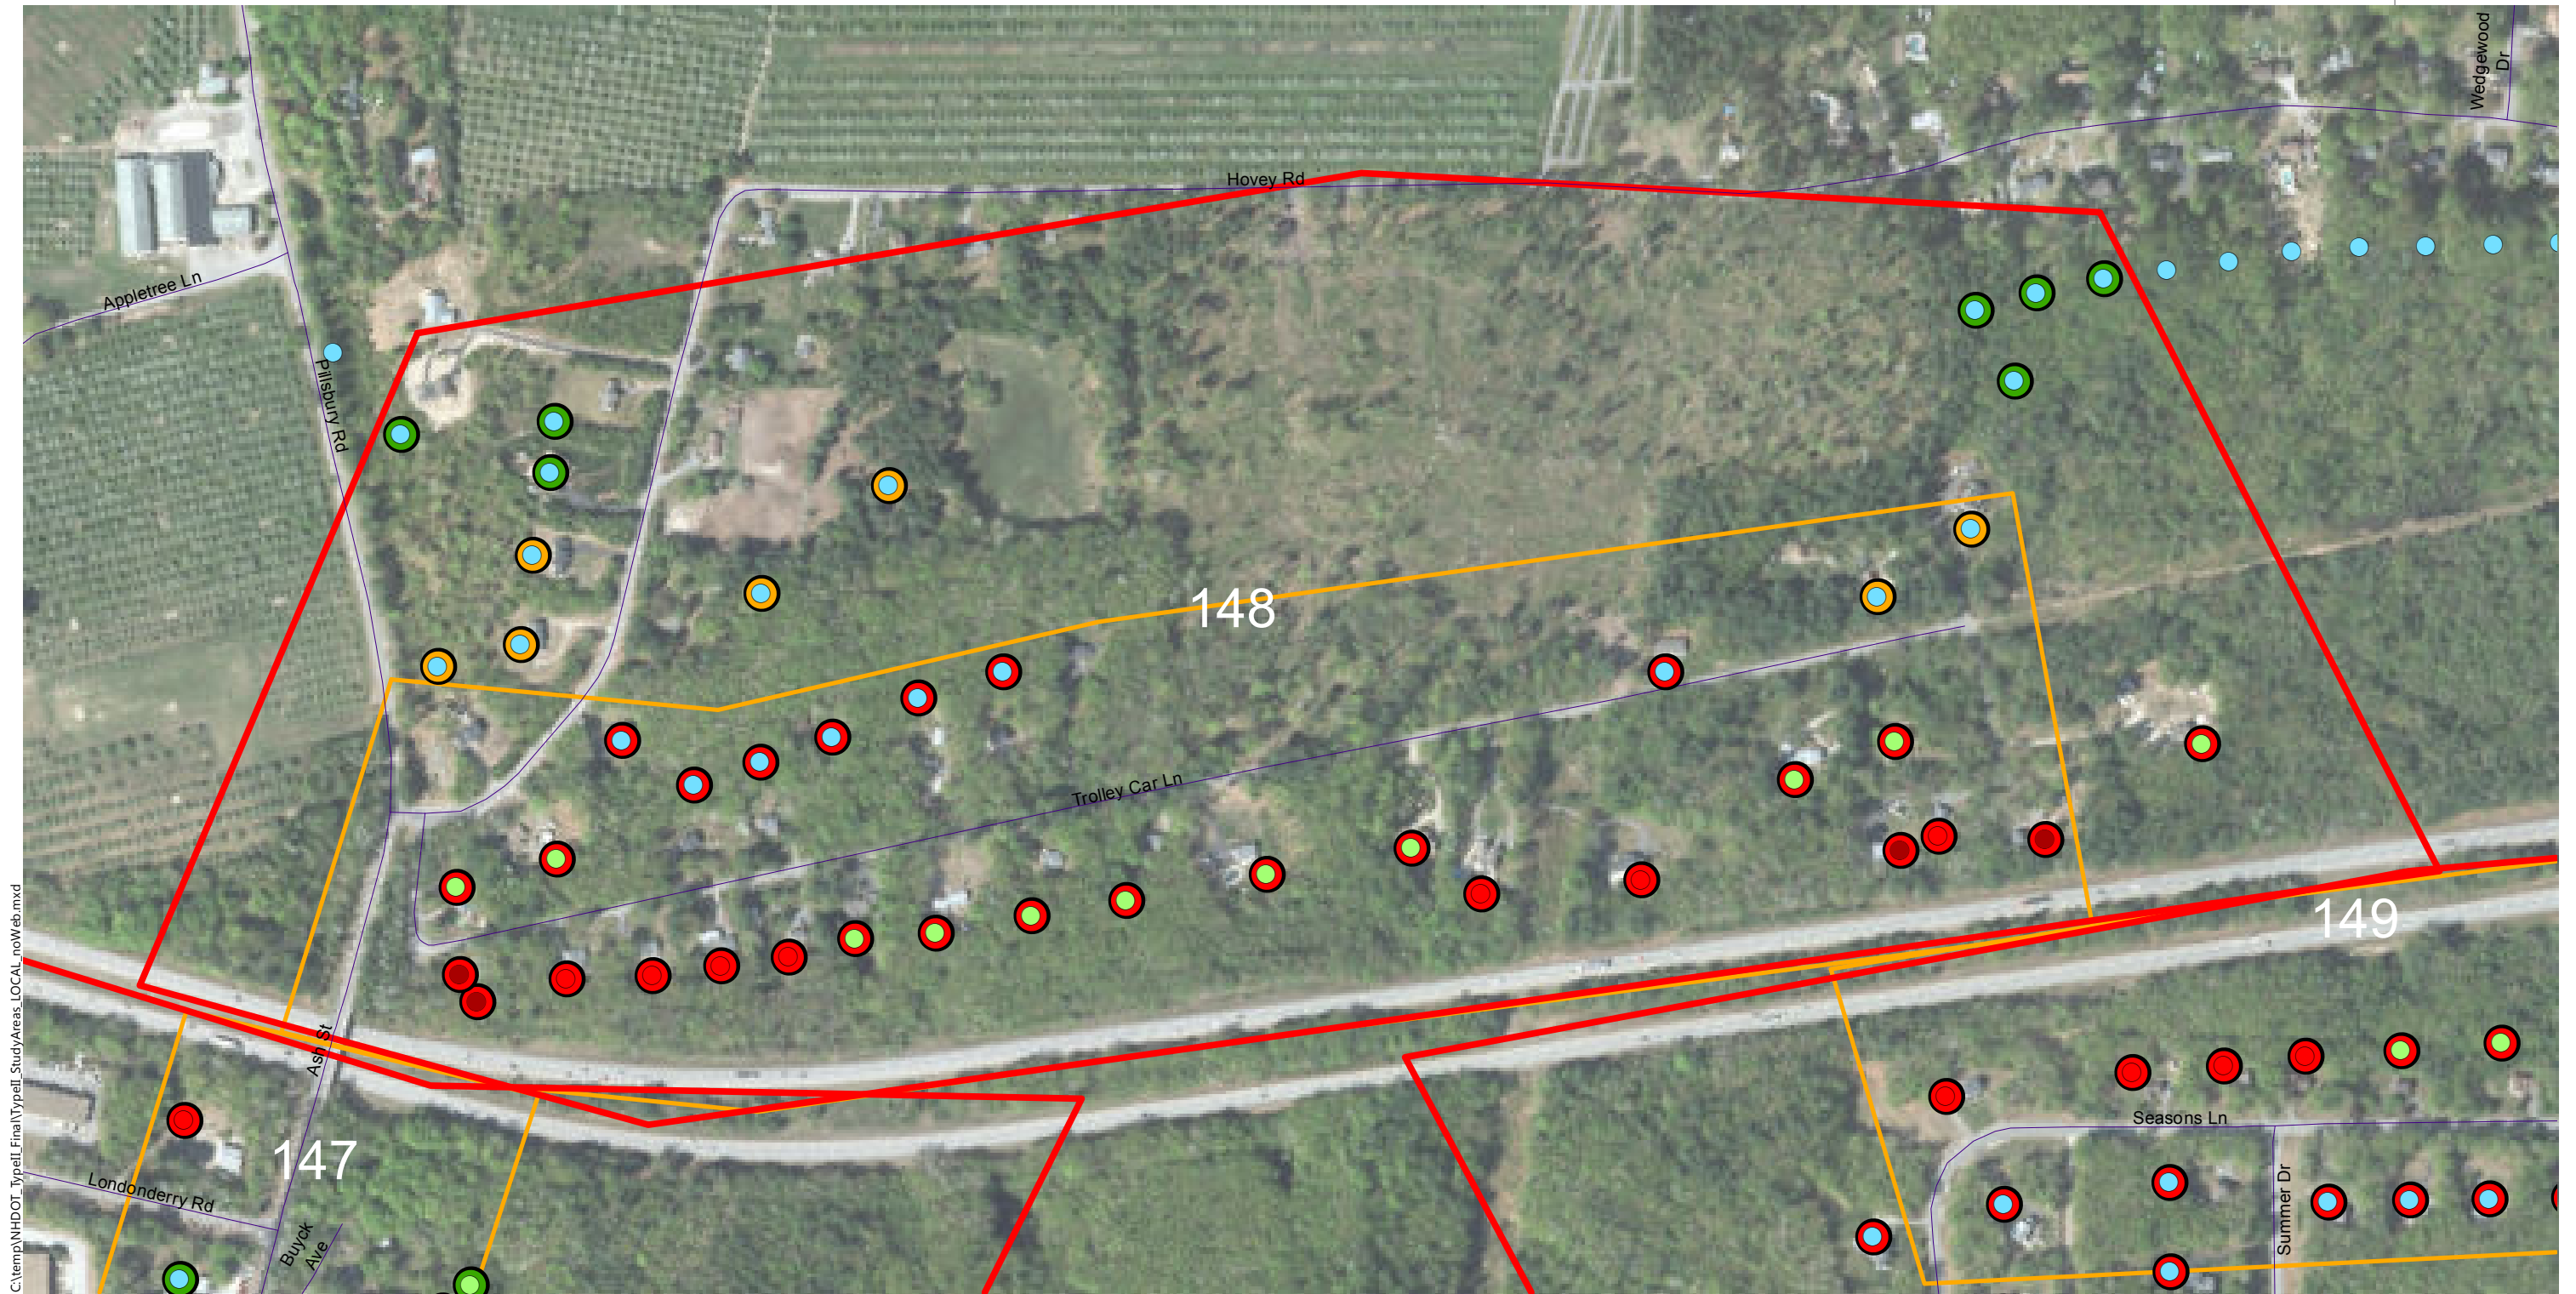 Wedgewood
Dr
Hovey Rd
Appletree Ln
Pillsbury Rd
148
Trolley Car Ln
149
Ash St
Seasons Ln
147
Londonderry Rd
Summer Dr
Buyck
Ave
C:\temp\NHDOT_TypeII_Final\TypeII_StudyAreas_LOCAL_noWeb.mxd